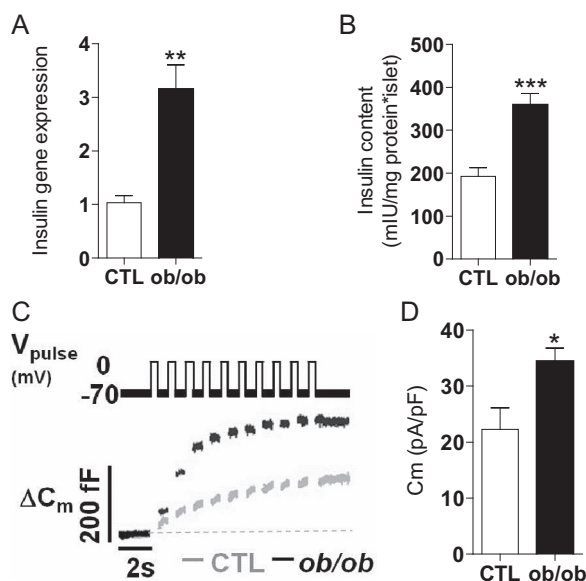 A
Insulin gene expression
4
3
2
1
0
**
CTL ob/ob
B
Insulin content
(mIU/mg protein*islet)
500
400
300
200
100
0
***
CTL ob/ob
C
Vpulse
(mV)
0
-70
ΔCm
200 fF
2s
CTL ob/ob
D
Cm (pA/pF)
40
30
20
10
0
*
CTL ob/ob